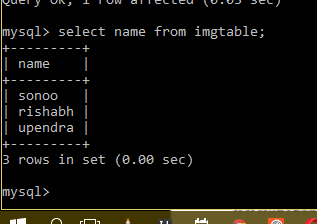 Query OK, 1 row affected (0.05 sec)
mysql> select name from imgtable;
+---------+
| name    |
+---------+
| sonoo   |
| rishabh |
| upendra |
+---------+
3 rows in set (0.00 sec)
mysql>